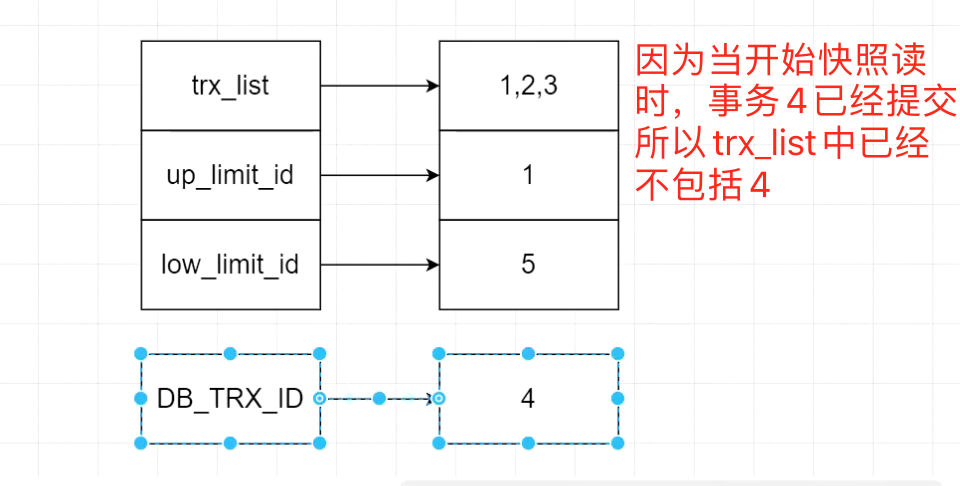 trx_list
1,2,3
up_limit_id
1
low_limit_id
5
DB_TRX_ID
4
因为当开始快照读
时，事务4已经提交
所以trx_list中已经
不包括4